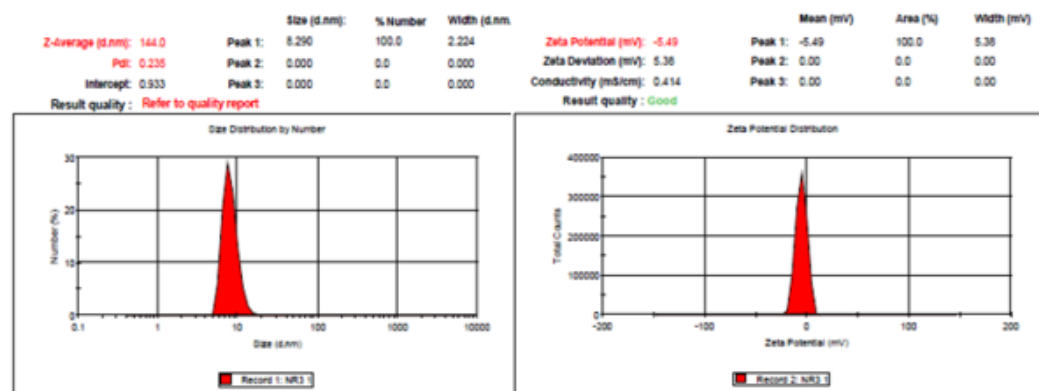 Size (d.nm): % Number Width (d.nm.
Z-Average (d.nm): 144.0 Peak 1: 8.290 100.0 2.224
PdI: 0.235 Peak 2: 0.000 0.0 0.000
Intercept: 0.933 Peak 3: 0.000 0.0 0.000
Result quality : Refer to quality report
Size Distribution by Number
Number (%)
30
20
10
0
0.1 1 10 100 1000 10000
Size (d.nm)
Record 1: NR3 1
Mean (mV) Area (%) Width (mV)
Zeta Potential (mV): -5.49 Peak 1: -5.49 100.0 5.36
Zeta Deviation (mV): 5.36 Peak 2: 0.00 0.0 0.00
Conductivity (mS/cm): 0.414 Peak 3: 0.00 0.0 0.00
Result quality : Good
Zeta Potential Distribution
Total Counts
400000
300000
200000
100000
0
-200 -100 0 100 200
Zeta Potential (mV)
Record 2: NR3 1